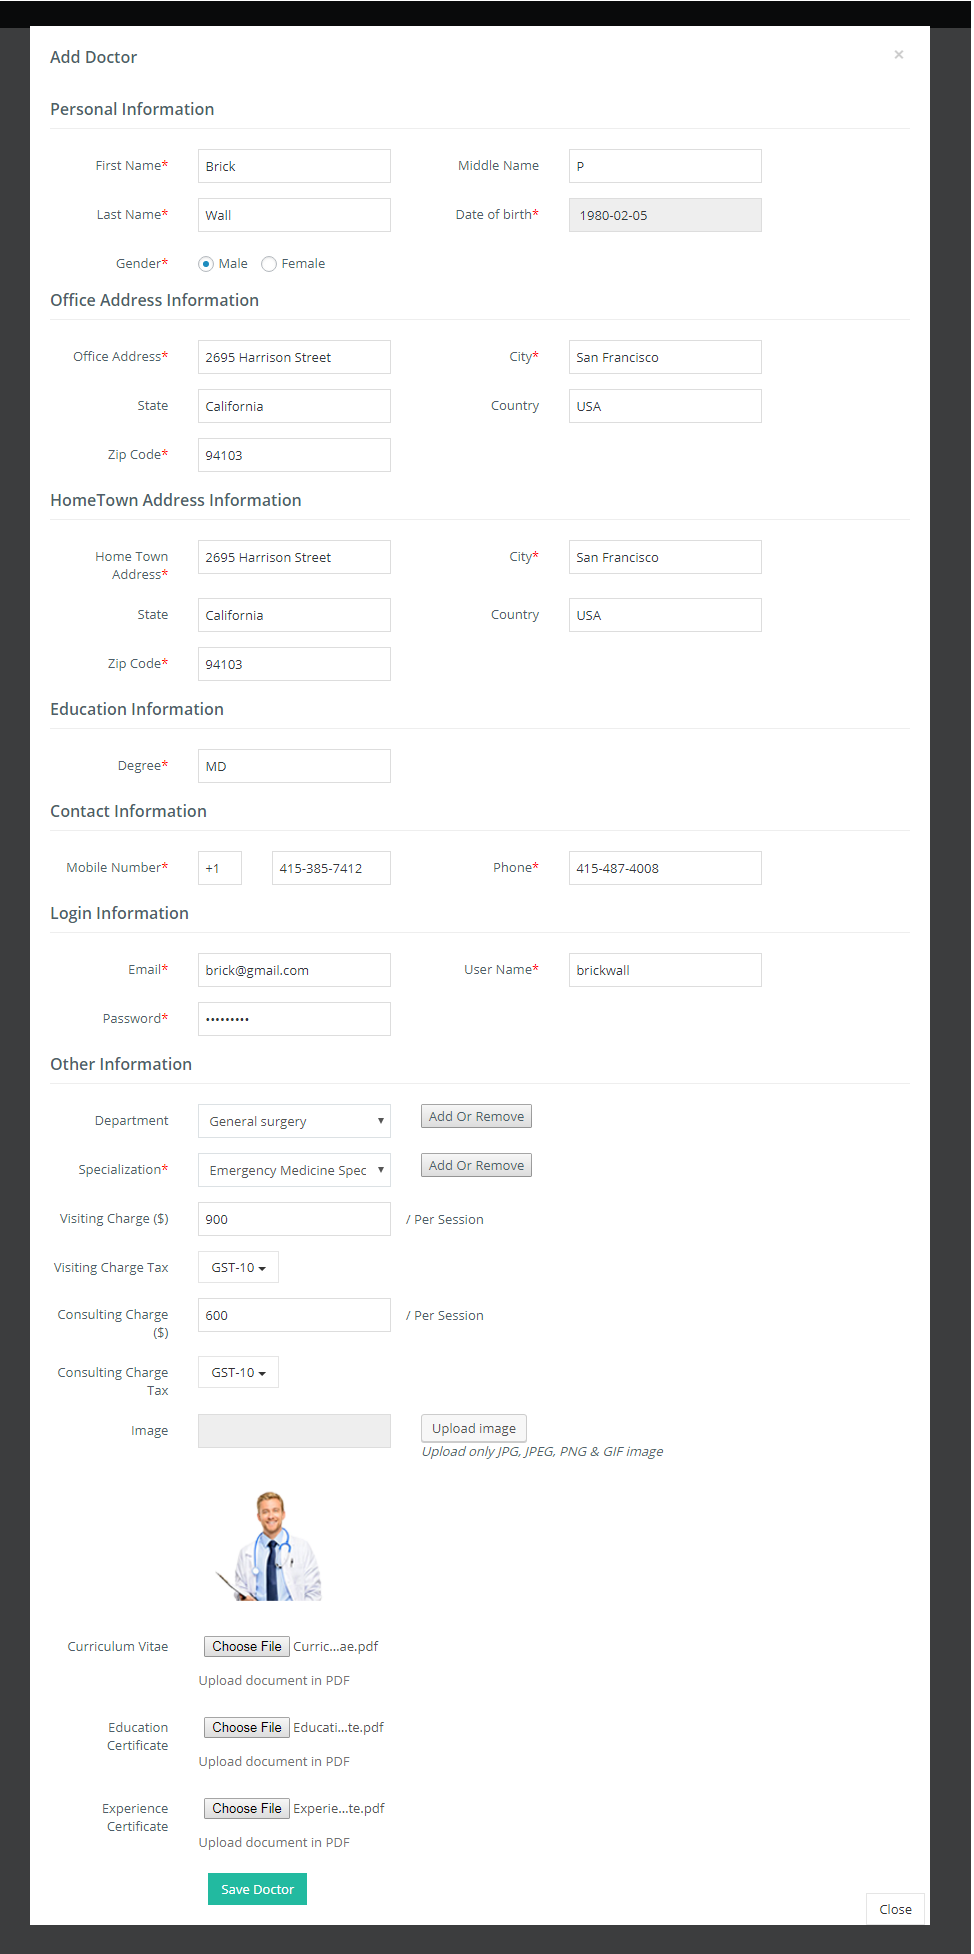 Add Doctor ×
Personal Information
First Name* Brick Middle Name P
Last Name* Wall Date of birth* 1980-02-05
Gender* Male Female
Office Address Information
Office Address* 2695 Harrison Street City* San Francisco
State California Country USA
Zip Code* 94103
HomeTown Address Information
Home Town Address* 2695 Harrison Street City* San Francisco
State California Country USA
Zip Code* 94103
Education Information
Degree* MD
Contact Information
Mobile Number* +1 415-385-7412 Phone* 415-487-4008
Login Information
Email* brick@gmail.com User Name* brickwall
Password* •••••••••
Other Information
Department General surgery Add Or Remove
Specialization* Emergency Medicine Spec Add Or Remove
Visiting Charge ($) 900 / Per Session
Visiting Charge Tax GST-10
Consulting Charge ($) 600 / Per Session
Consulting Charge Tax GST-10
Image Upload image
Upload only JPG, JPEG, PNG & GIF image
Curriculum Vitae Choose File Curric...ae.pdf
Upload document in PDF
Education Certificate Choose File Educati...te.pdf
Upload document in PDF
Experience Certificate Choose File Experie...te.pdf
Upload document in PDF
Save Doctor
Close